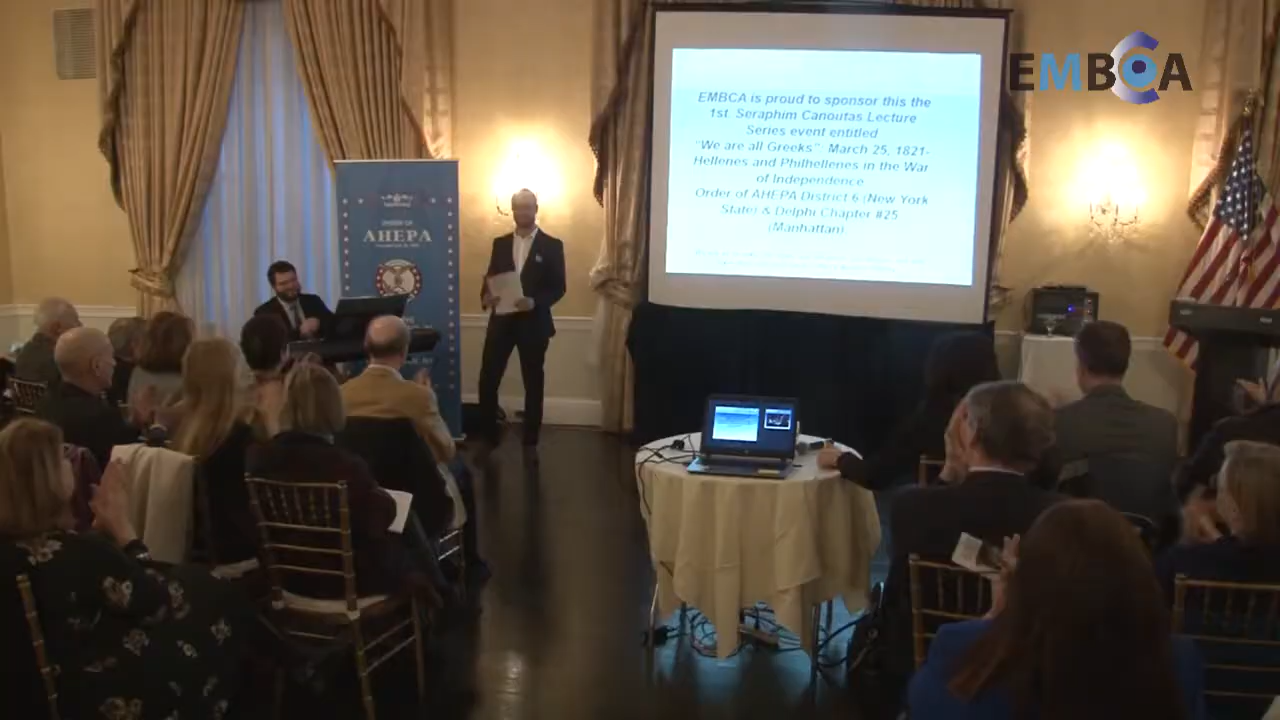 EMBCA
EMBCA is proud to sponsor this the
1st. Seraphim Canoutas Lecture
Series event entitled
"We are all Greeks": March 25, 1821-
Hellenes and Philhellenes in the War
of Independence
Order of AHEPA District 6 (New York
State) & Delphi Chapter #25
(Manhattan).
ORDER OF
AHEPA